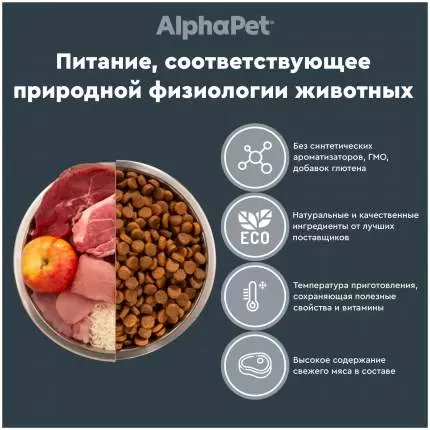 AlphaPet
Питание, соответствующее
природной физиологии животных
Без синтетических
ароматизаторов, ГМО,
добавок глютена
ECO
Натуральные и качественные
ингредиенты от лучших
поставщиков
Температура приготовления,
сохраняющая полезные
свойства и витамины
Высокое содержание
свежего мяса в составе